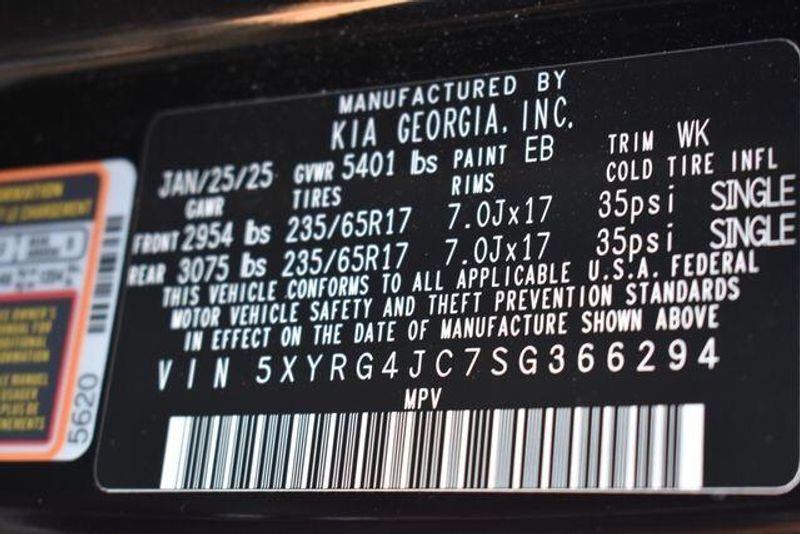 MANUFACTURED BY
KIA GEORGIA, INC.
JAN/25/25 GVWR 5401 lbs PAINT EB TRIM WK
GAWR TIRES RIMS COLD TIRE INFL
FRONT 2954 lbs 235/65R17 7.0Jx17 35psi SINGLE
REAR 3075 lbs 235/65R17 7.0Jx17 35psi SINGLE
THIS VEHICLE CONFORMS TO ALL APPLICABLE U.S.A. FEDERAL
MOTOR VEHICLE SAFETY AND THEFT PREVENTION STANDARDS
IN EFFECT ON THE DATE OF MANUFACTURE SHOWN ABOVE
VIN 5XYRG4JC7SG366294
MPV
5620